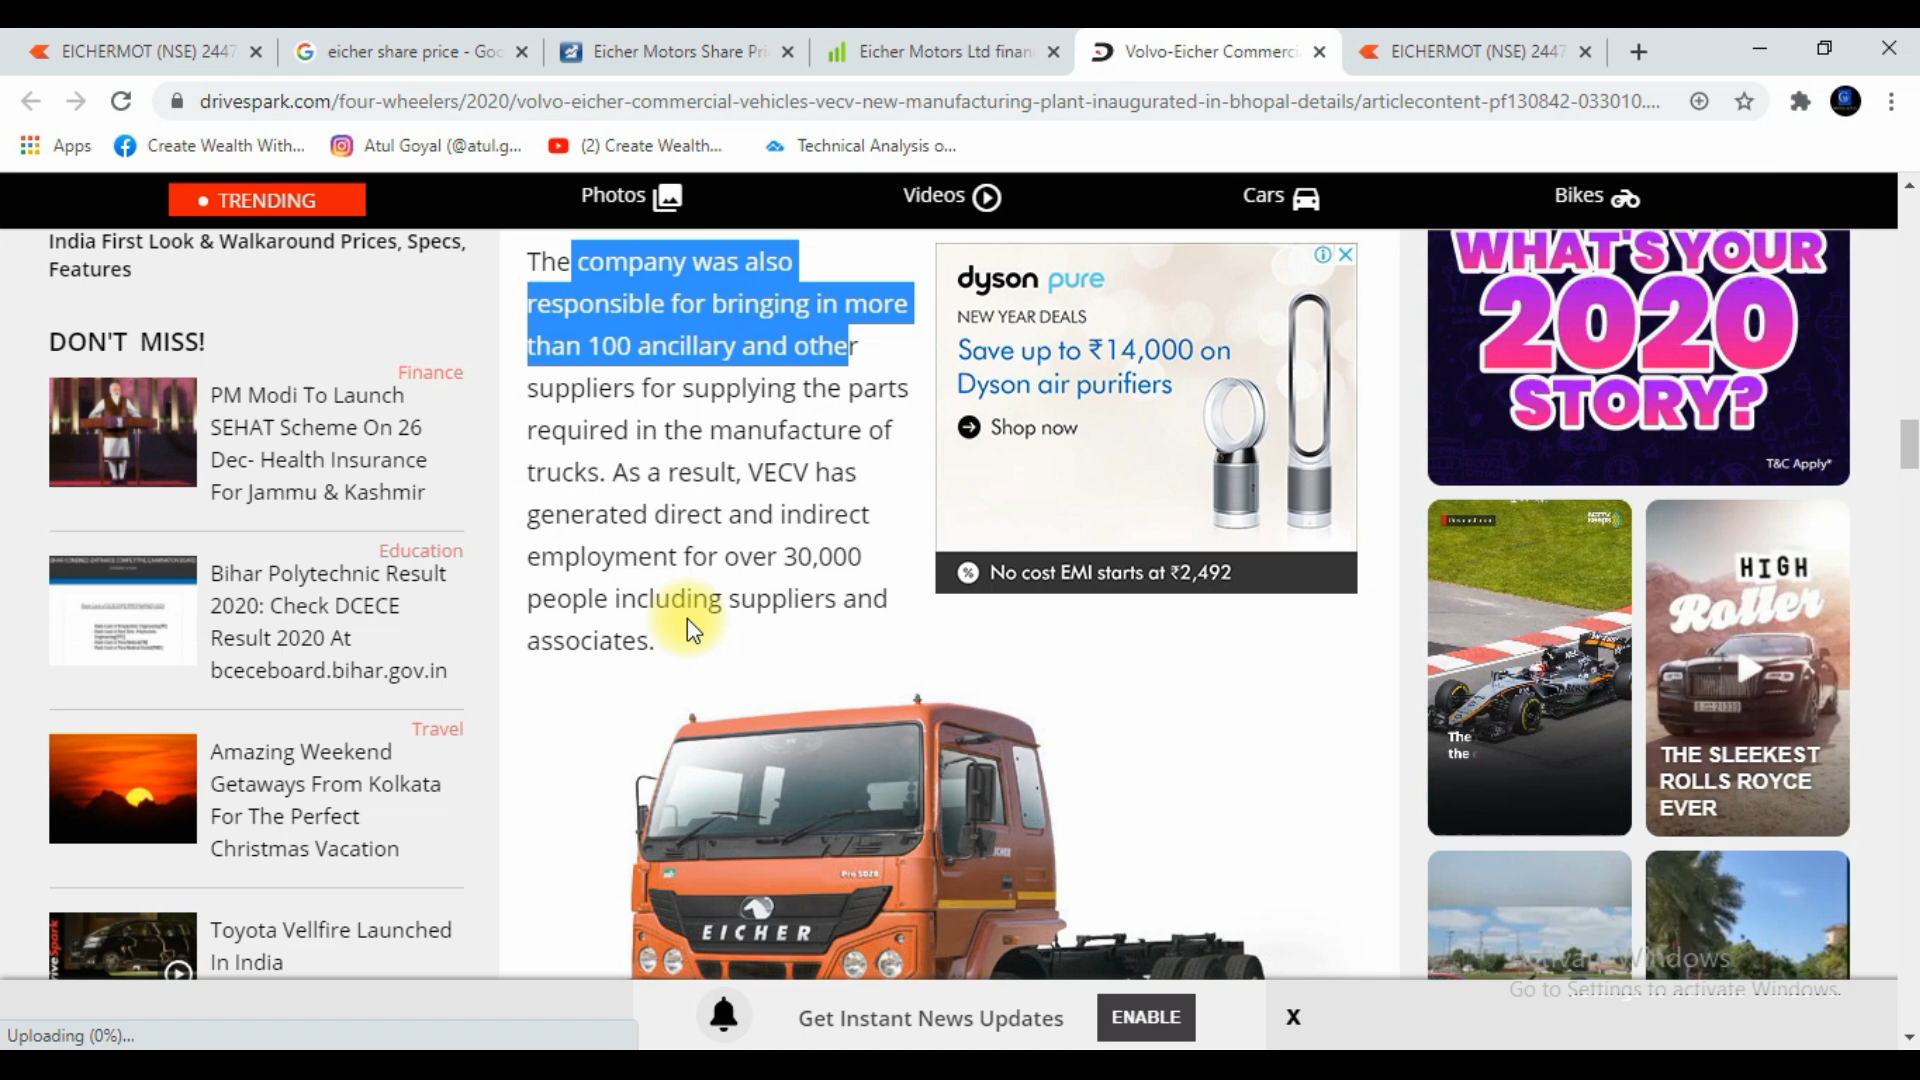 EICHERMOT (NSE) 2447
eicher share price - Goo
Eicher Motors Share Pri
Eicher Motors Ltd finan
Volvo-Eicher Commerci
EICHERMOT (NSE) 2447
drivespark.com/four-wheelers/2020/volvo-eicher-commercial-vehicles-vecv-new-manufacturing-plant-inaugurated-in-bhopal-details/articlecontent-pf130842-033010....
Apps
Create Wealth With...
Atul Goyal (@atul.g...
(2) Create Wealth...
Technical Analysis o...
TRENDING
Photos
Videos
Cars
Bikes
India First Look & Walkaround Prices, Specs,
Features
DON'T MISS!
Finance
PM Modi To Launch
SEHAT Scheme On 26
Dec- Health Insurance
For Jammu & Kashmir
Education
Bihar Polytechnic Result
2020: Check DCECE
Result 2020 At
bceceboard.bihar.gov.in
Travel
Amazing Weekend
Getaways From Kolkata
For The Perfect
Christmas Vacation
Toyota Vellfire Launched
In India
The company was also
responsible for bringing in more
than 100 ancillary and other
suppliers for supplying the parts
required in the manufacture of
trucks. As a result, VECV has
generated direct and indirect
employment for over 30,000
people including suppliers and
associates.
dyson pure
NEW YEAR DEALS
Save up to ₹14,000 on
Dyson air purifiers
Shop now
No cost EMI starts at ₹2,492
Pro 5028
EICHER
WHAT'S YOUR
2020
STORY?
T&C Apply*
The
the
HIGH
Roller
THE SLEEKEST
ROLLS ROYCE
EVER
Activate Windows
Go to Settings to activate Windows.
Get Instant News Updates
ENABLE
X
Uploading (0%)...